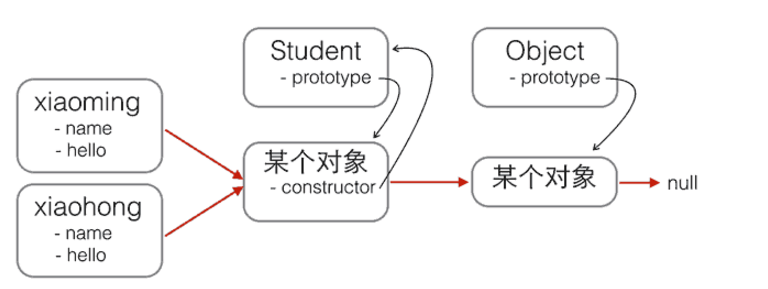 xiaoming
- name
- hello
xiaohong
- name
- hello
Student
- prototype
某个对象
- constructor
Object
- prototype
某个对象
null